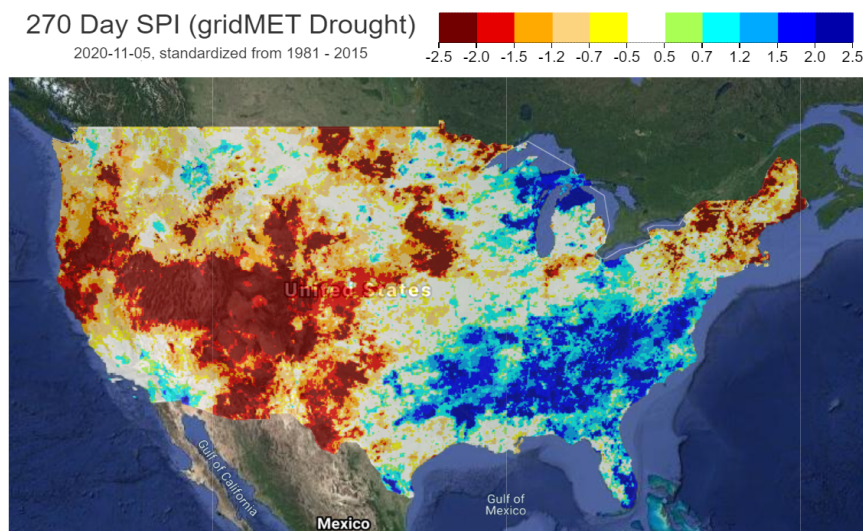 270 Day SPI (gridMET Drought)
2020-11-05, standardized from 1981 - 2015
-2.5 -2.0 -1.5 -1.2 -0.7 -0.5 0.5 0.7 1.2 1.5 2.0 2.5
United States
Gulf of California
Gulf of
Mexico
Mexico